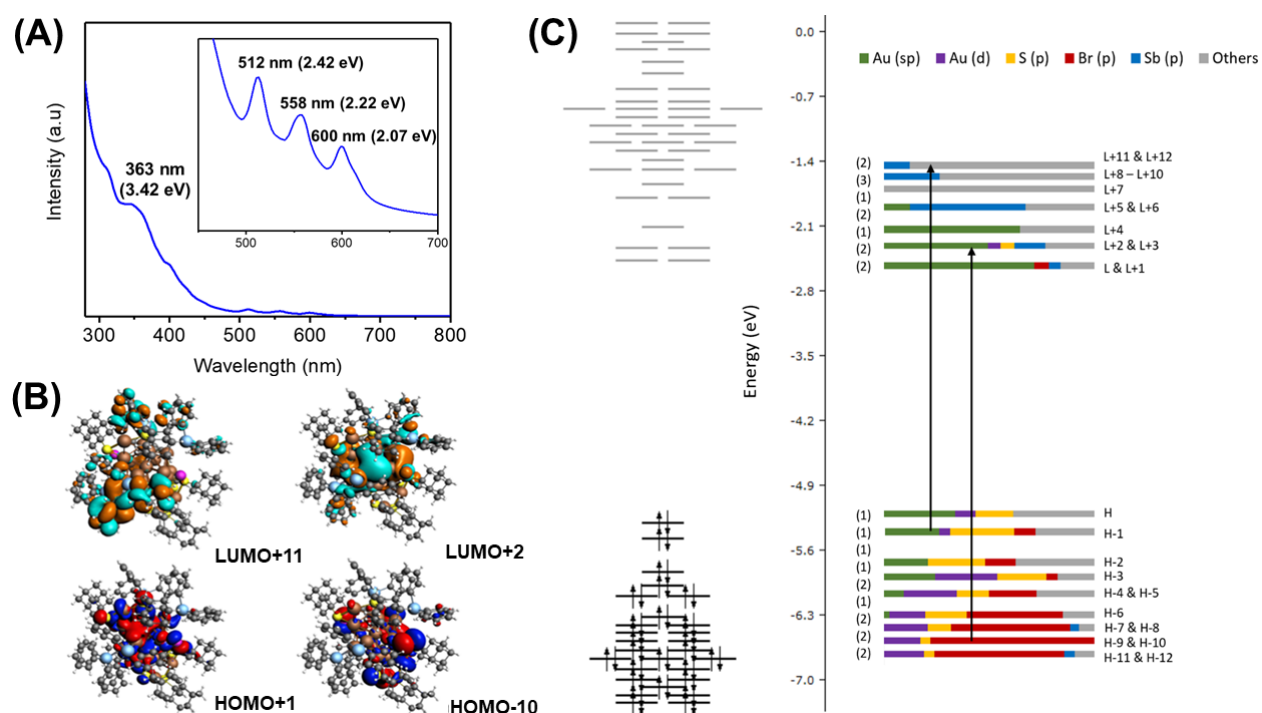 (A)
Intensity (a.u)
512 nm (2.42 eV)
558 nm (2.22 eV)
600 nm (2.07 eV)
500
600
700
363 nm
(3.42 eV)
300
400
500
600
700
800
Wavelength (nm)
(B)
LUMO+11
LUMO+2
HOMO+1
HOMO-10
(C)
Energy (eV)
0.0
-0.7
-1.4
-2.1
-2.8
-3.5
-4.2
-4.9
-5.6
-6.3
-7.0
Au (sp)
Au (d)
S (p)
Br (p)
Sb (p)
Others
(2)
L+11 & L+12
(3)
L+8 – L+10
(1)
L+7
(2)
L+5 & L+6
(1)
L+4
(2)
L+2 & L+3
(2)
L & L+1
(1)
H
(1)
H-1
(1)
H-2
(2)
H-3
(1)
H-4 & H-5
(2)
H-6
(2)
H-7 & H-8
(2)
H-9 & H-10
H-11 & H-12